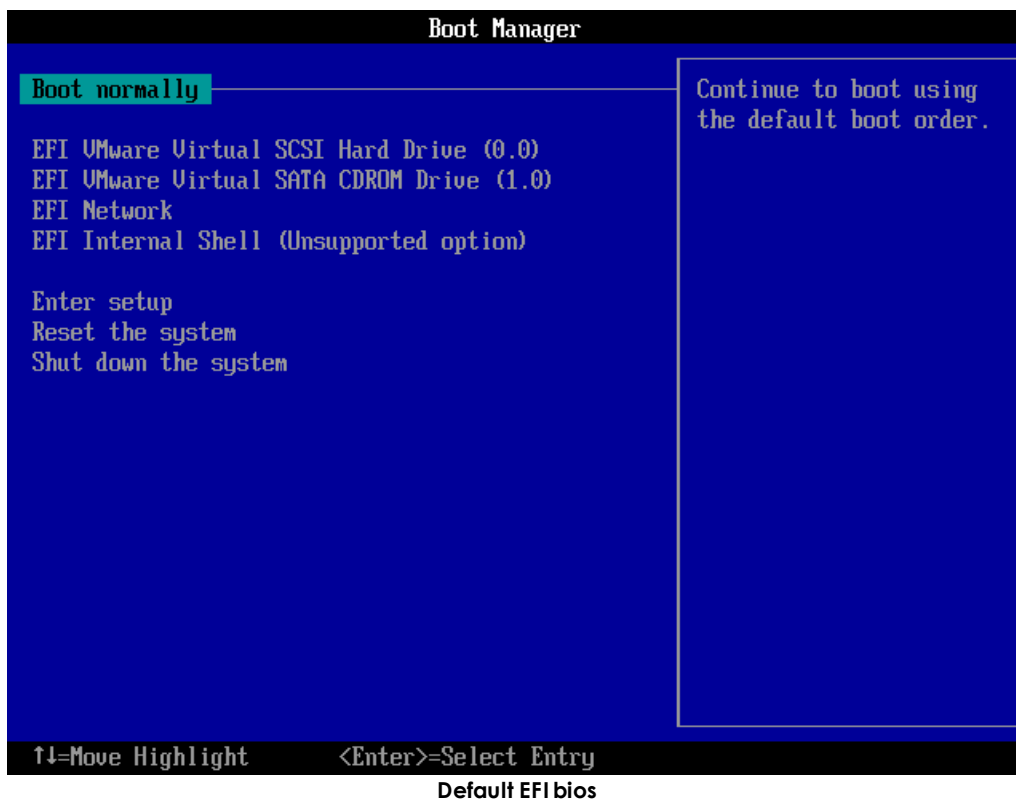 Boot Manager
Boot normally
EFI VMware Virtual SCSI Hard Drive (0.0)
EFI VMware Virtual SATA CDROM Drive (1.0)
EFI Network
EFI Internal Shell (Unsupported option)
Enter setup
Reset the system
Shut down the system
Continue to boot using
the default boot order.
↑↓=Move Highlight <Enter>=Select Entry
Default EFI bios